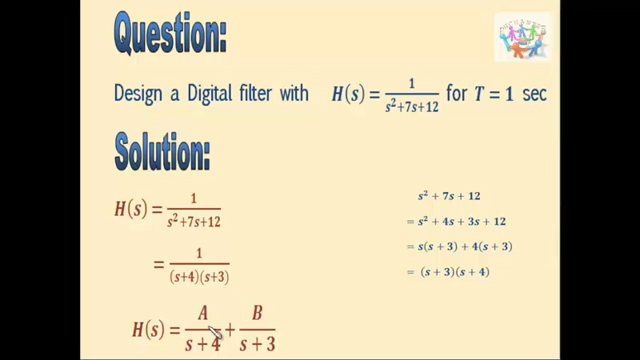 Question:
Design a Digital filter with H(s) = 1/(s²+7s+12) for T = 1 sec
Solution:
H(s) = 1/(s²+7s+12)
= 1/((s+4)(s+3))
H(s) = A/(s+4) + B/(s+3)
s² + 7s + 12
= s² + 4s + 3s + 12
= s(s + 3) + 4(s + 3)
= (s + 3)(s + 4)